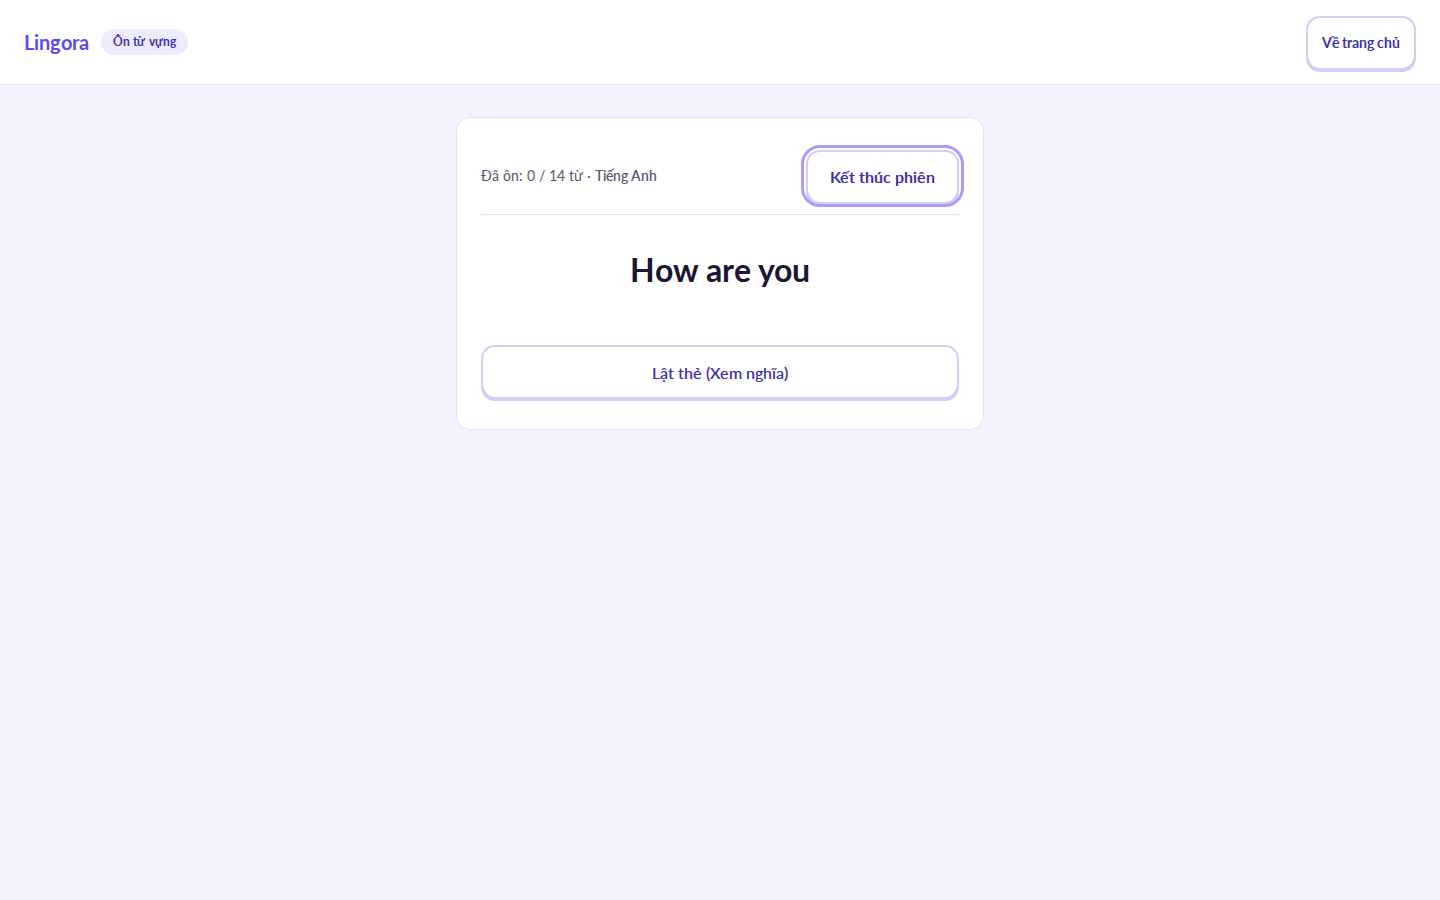 Lingora
Ôn từ vựng
Về trang chủ
Đã ôn: 0 / 14 từ · Tiếng Anh
Kết thúc phiên
How are you
Lật thẻ (Xem nghĩa)